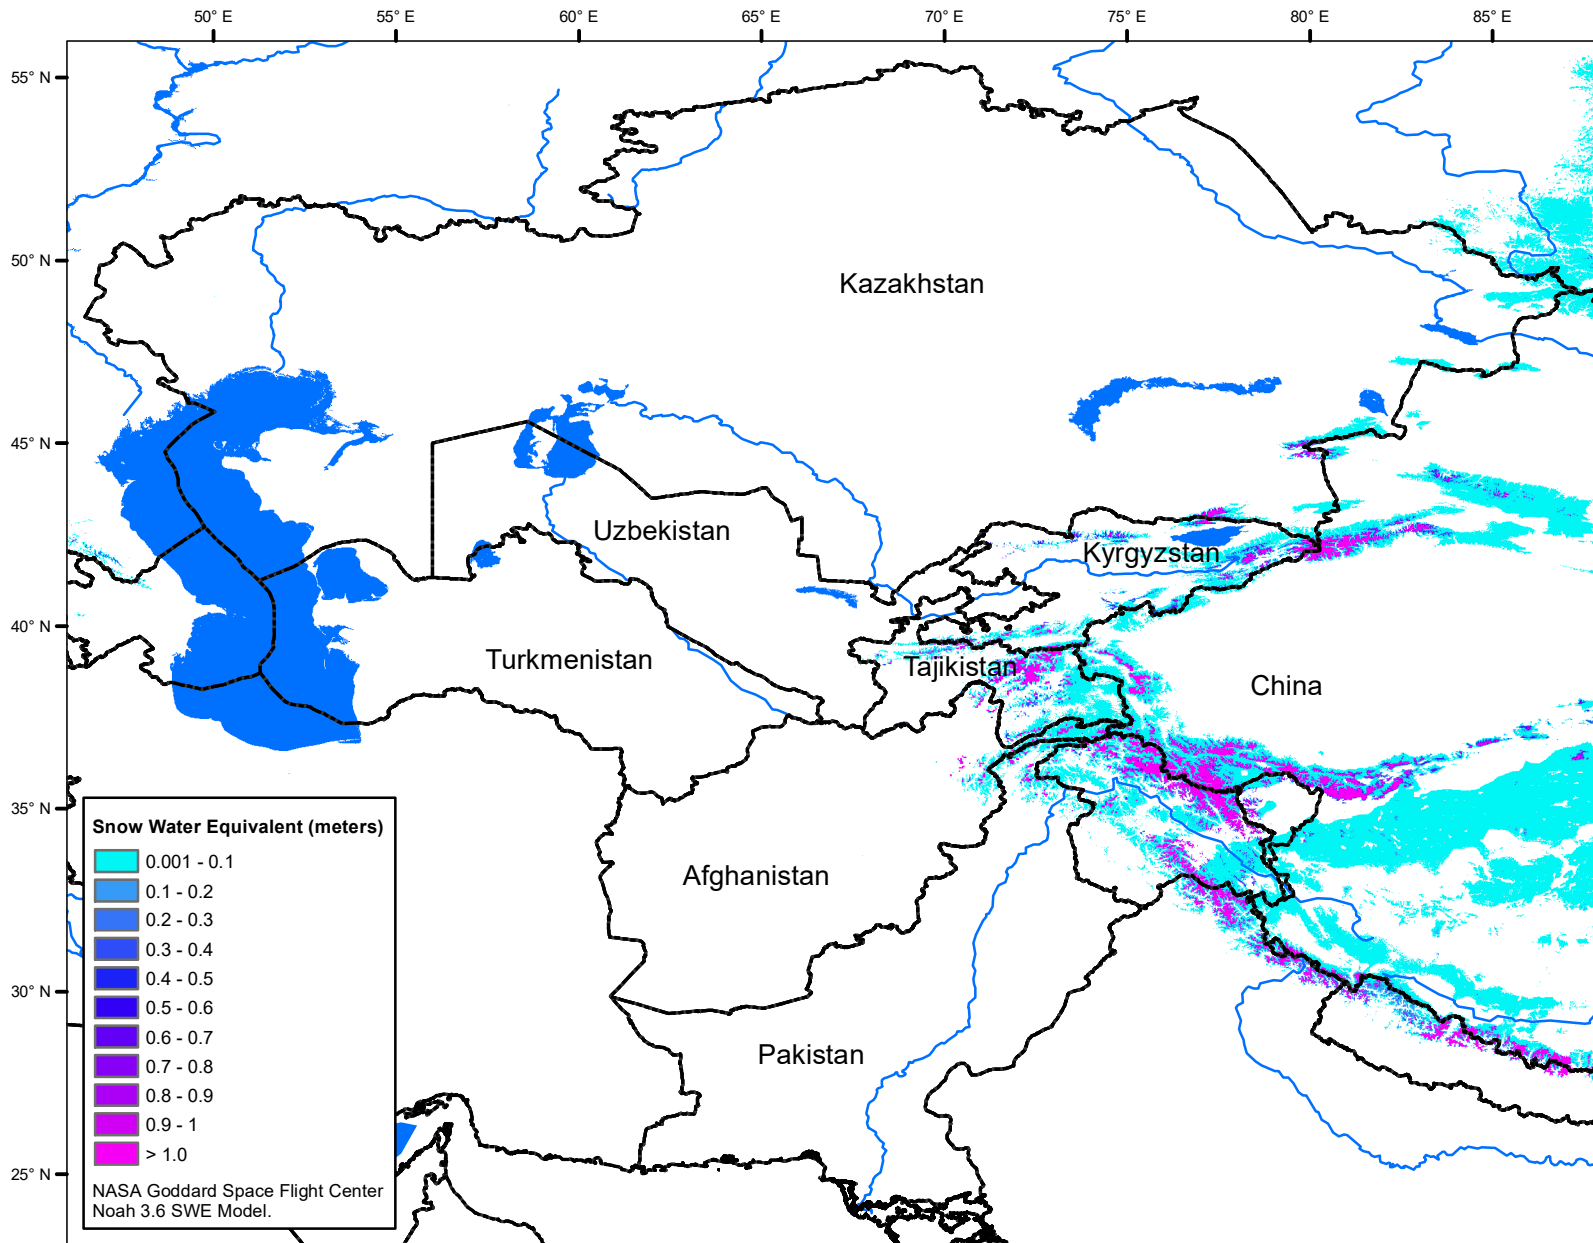 50° E 55° E 60° E 65° E 70° E 75° E 80° E 85° E
55° N
50° N
45° N
40° N
35° N
30° N
25° N
Kazakhstan
Uzbekistan
Kyrgyzstan
Turkmenistan
Tajikistan
China
Afghanistan
Pakistan
Snow Water Equivalent (meters)
0.001 - 0.1
0.1 - 0.2
0.2 - 0.3
0.3 - 0.4
0.4 - 0.5
0.5 - 0.6
0.6 - 0.7
0.7 - 0.8
0.8 - 0.9
0.9 - 1
> 1.0
NASA Goddard Space Flight Center
Noah 3.6 SWE Model.